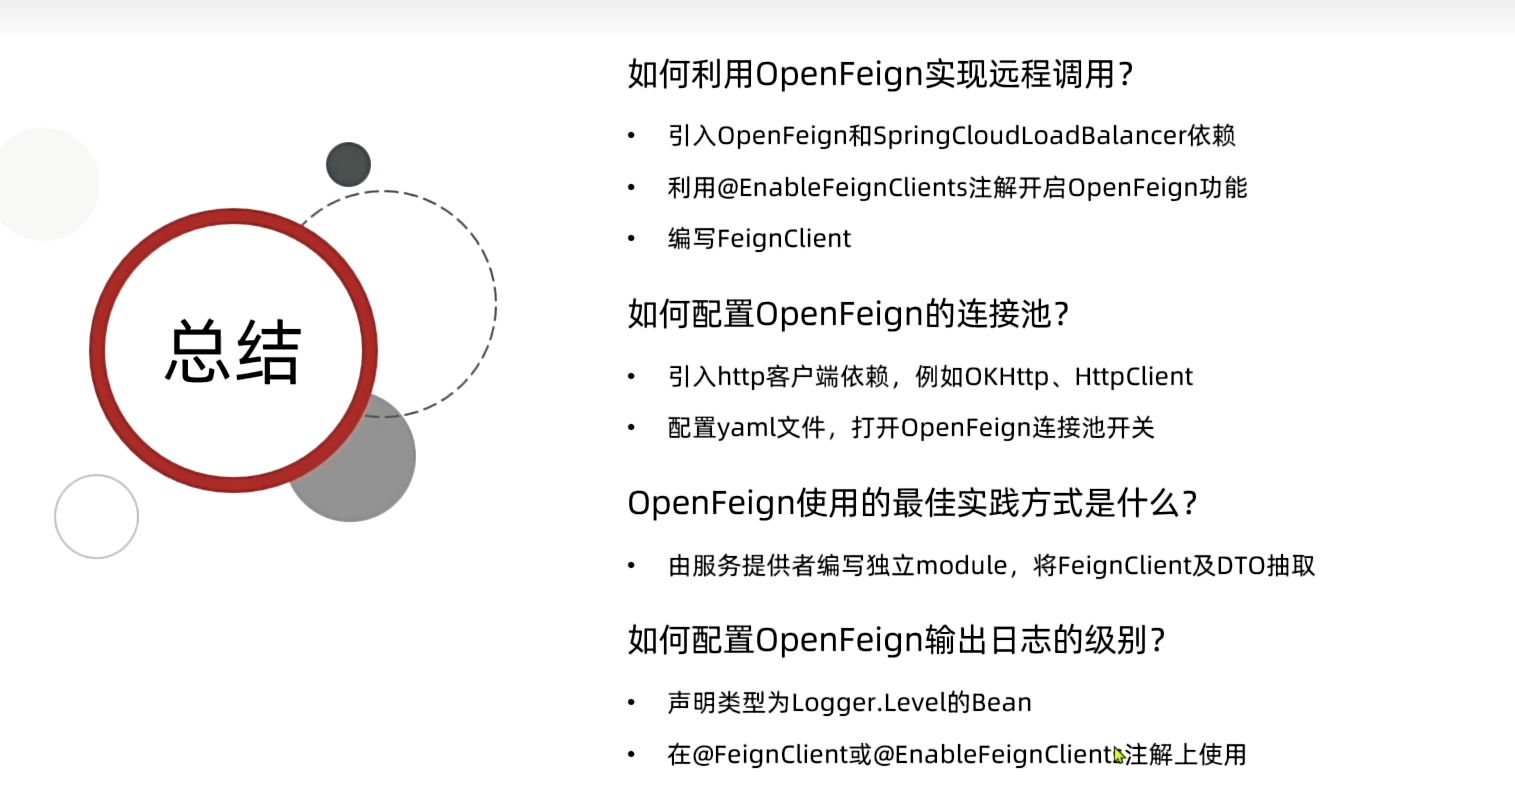 总结
如何利用OpenFeign实现远程调用？
• 引入OpenFeign和SpringCloudLoadBalancer依赖
• 利用@EnableFeignClients注解开启OpenFeign功能
• 编写FeignClient
如何配置OpenFeign的连接池？
• 引入http客户端依赖，例如OKHttp、HttpClient
• 配置yaml文件，打开OpenFeign连接池开关
OpenFeign使用的最佳实践方式是什么？
• 由服务提供者编写独立module，将FeignClient及DTO抽取
如何配置OpenFeign输出日志的级别？
• 声明类型为Logger.Level的Bean
• 在@FeignClient或@EnableFeignClients注解上使用